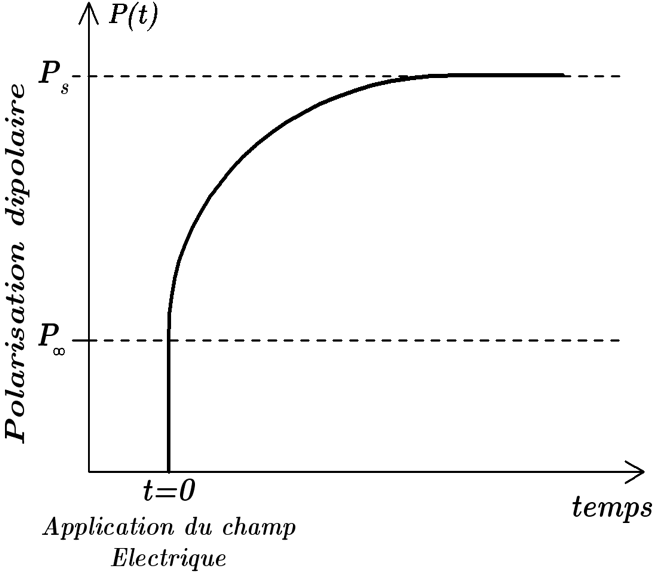 P(t)
Ps
Polarisation dipolaire
P∞
t=0
temps
Application du champ
Electrique